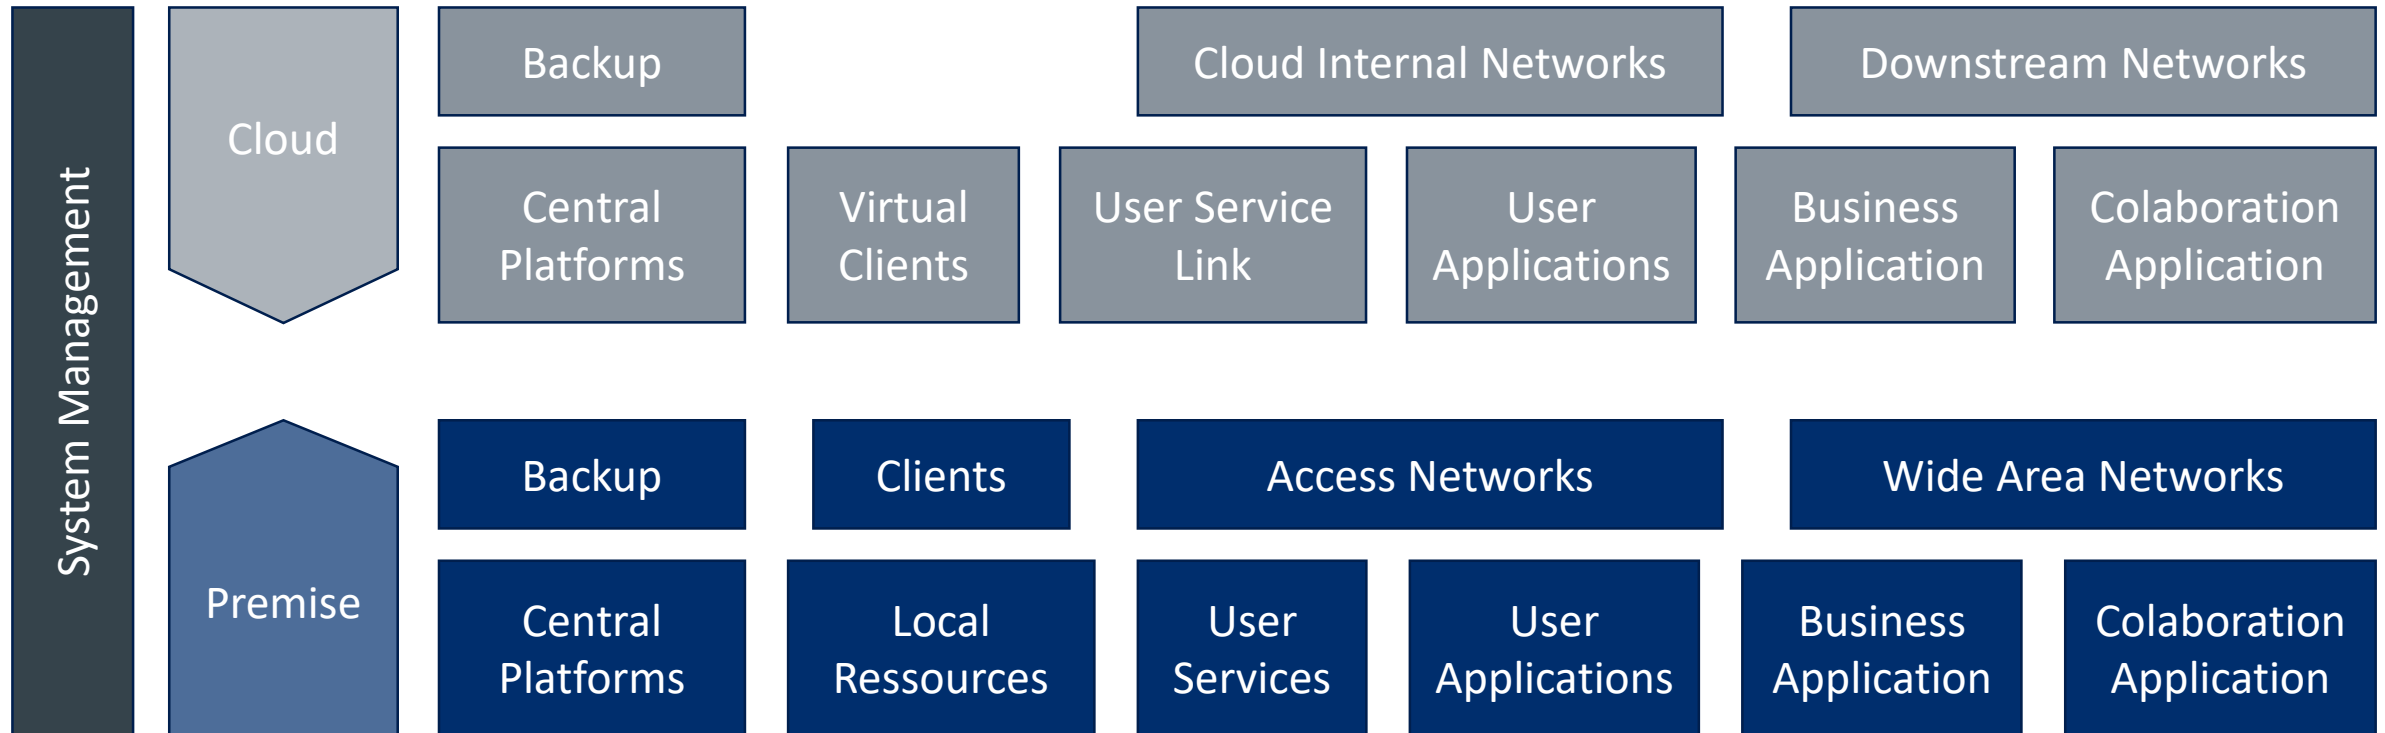 System Management
Cloud
Backup
Cloud Internal Networks
Downstream Networks
Central
Platforms
Virtual
Clients
User Service
Link
User
Applications
Business
Application
Colaboration
Application
Premise
Backup
Clients
Access Networks
Wide Area Networks
Central
Platforms
Local
Ressources
User
Services
User
Applications
Business
Application
Colaboration
Application